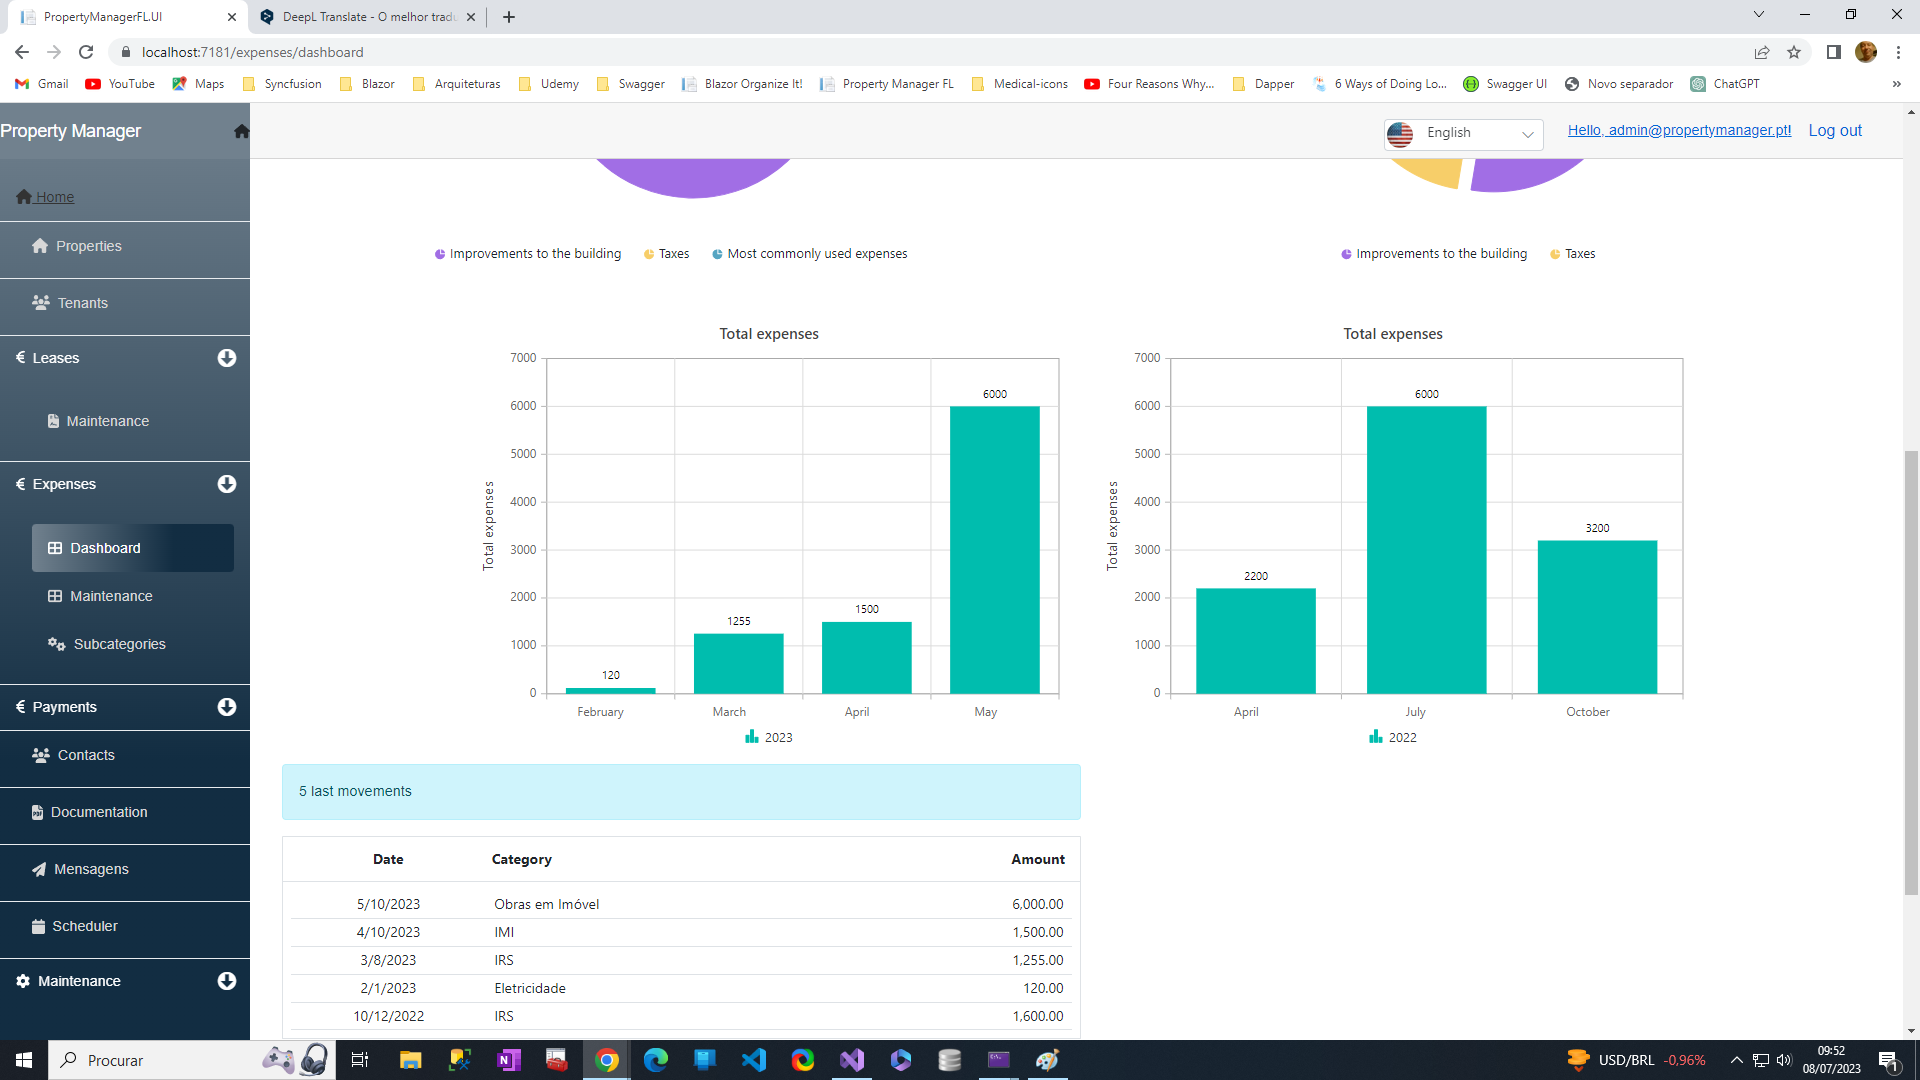 PropertyManagerFL.UI
DeepL Translate - O melhor tradu
localhost:7181/expenses/dashboard
Gmail YouTube Maps Syncfusion Blazor Arquiteturas Udemy Swagger Blazor Organize It! Property Manager FL Medical-icons Four Reasons Why... Dapper 6 Ways of Doing Lo... Swagger UI Novo separador ChatGPT »
Property Manager
English
Hello, admin@propertymanager.pt!
Log out
Home
Properties
Tenants
€ Leases
Maintenance
€ Expenses
Dashboard
Maintenance
Subcategories
€ Payments
Contacts
Documentation
Mensagens
Scheduler
Maintenance
Improvements to the building Taxes Most commonly used expenses
Improvements to the building Taxes
Total expenses
7000
6000
5000
4000
3000
2000
1000
0
Total expenses
120
1255
1500
6000
February March April May
2023
Total expenses
7000
6000
5000
4000
3000
2000
1000
0
Total expenses
2200
6000
3200
April July October
2022
5 last movements
Date Category Amount
5/10/2023 Obras em Imóvel 6,000.00
4/10/2023 IMI 1,500.00
3/8/2023 IRS 1,255.00
2/1/2023 Eletricidade 120.00
10/12/2022 IRS 1,600.00
Procurar
USD/BRL -0,96%
09:52
08/07/2023
1